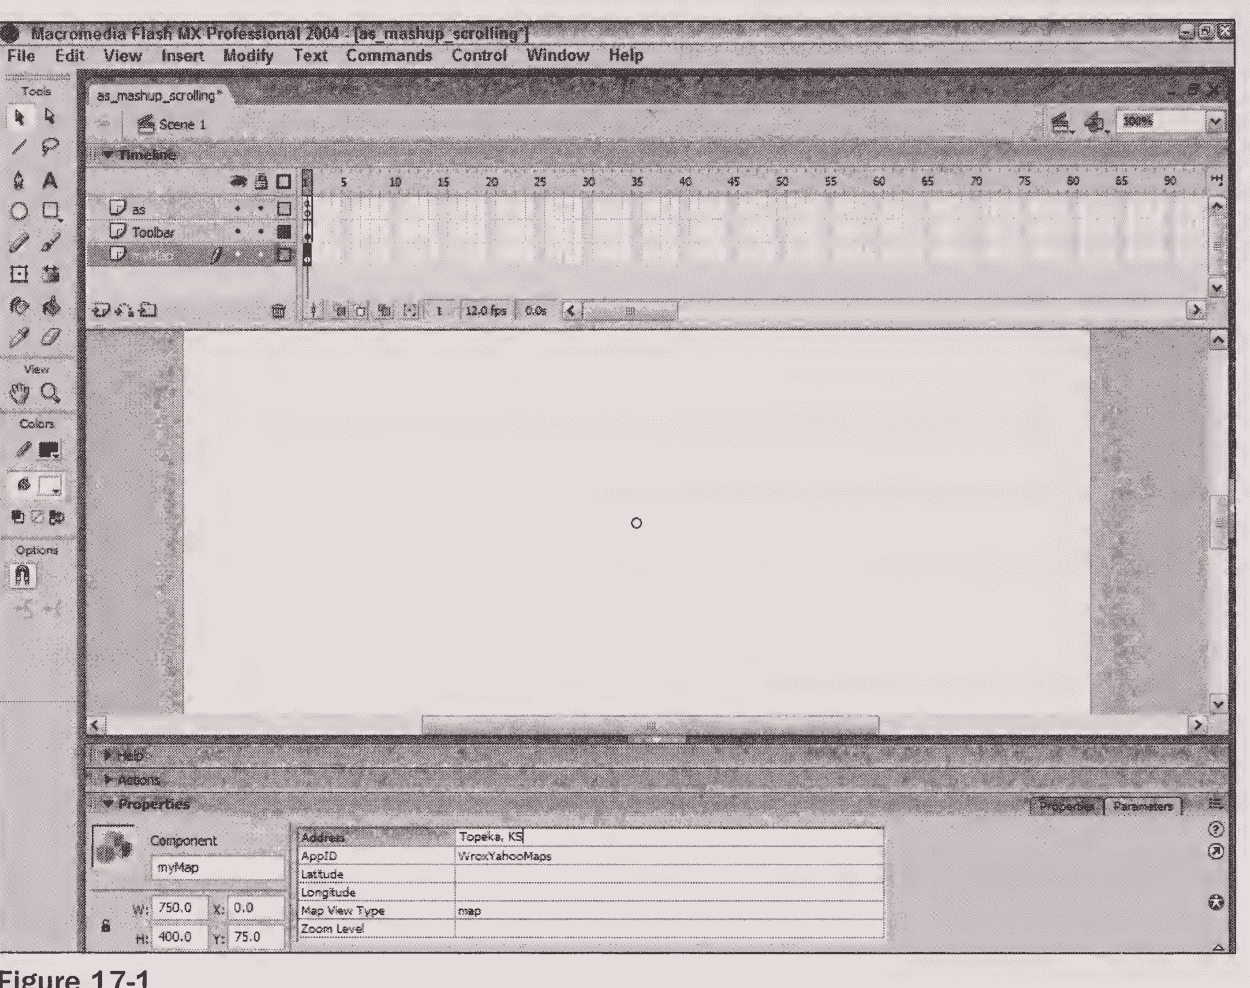 Macromedia Flash MX Professional 2004 - [as_mashup_scrolling*]
File Edit View Insert Modify Text Commands Control Window Help
Tools
as_mashup_scrolling*
Scene 1
100%
Timeline
5 10 15 20 25 30 35 40 45 50 55 60 65 70 75 80 85 90
as
Toolbar
1 12.0 fps 0.0s
View
Colors
Options
Help
Actions
Properties
Properties Parameters
Component
myMap
W: 750.0 X: 0.0
H: 400.0 Y: 75.0
Address Topeka, KS
AppID WroxYahooMaps
Latitude
Longitude
Map View Type map
Zoom Level
Figure 17-1